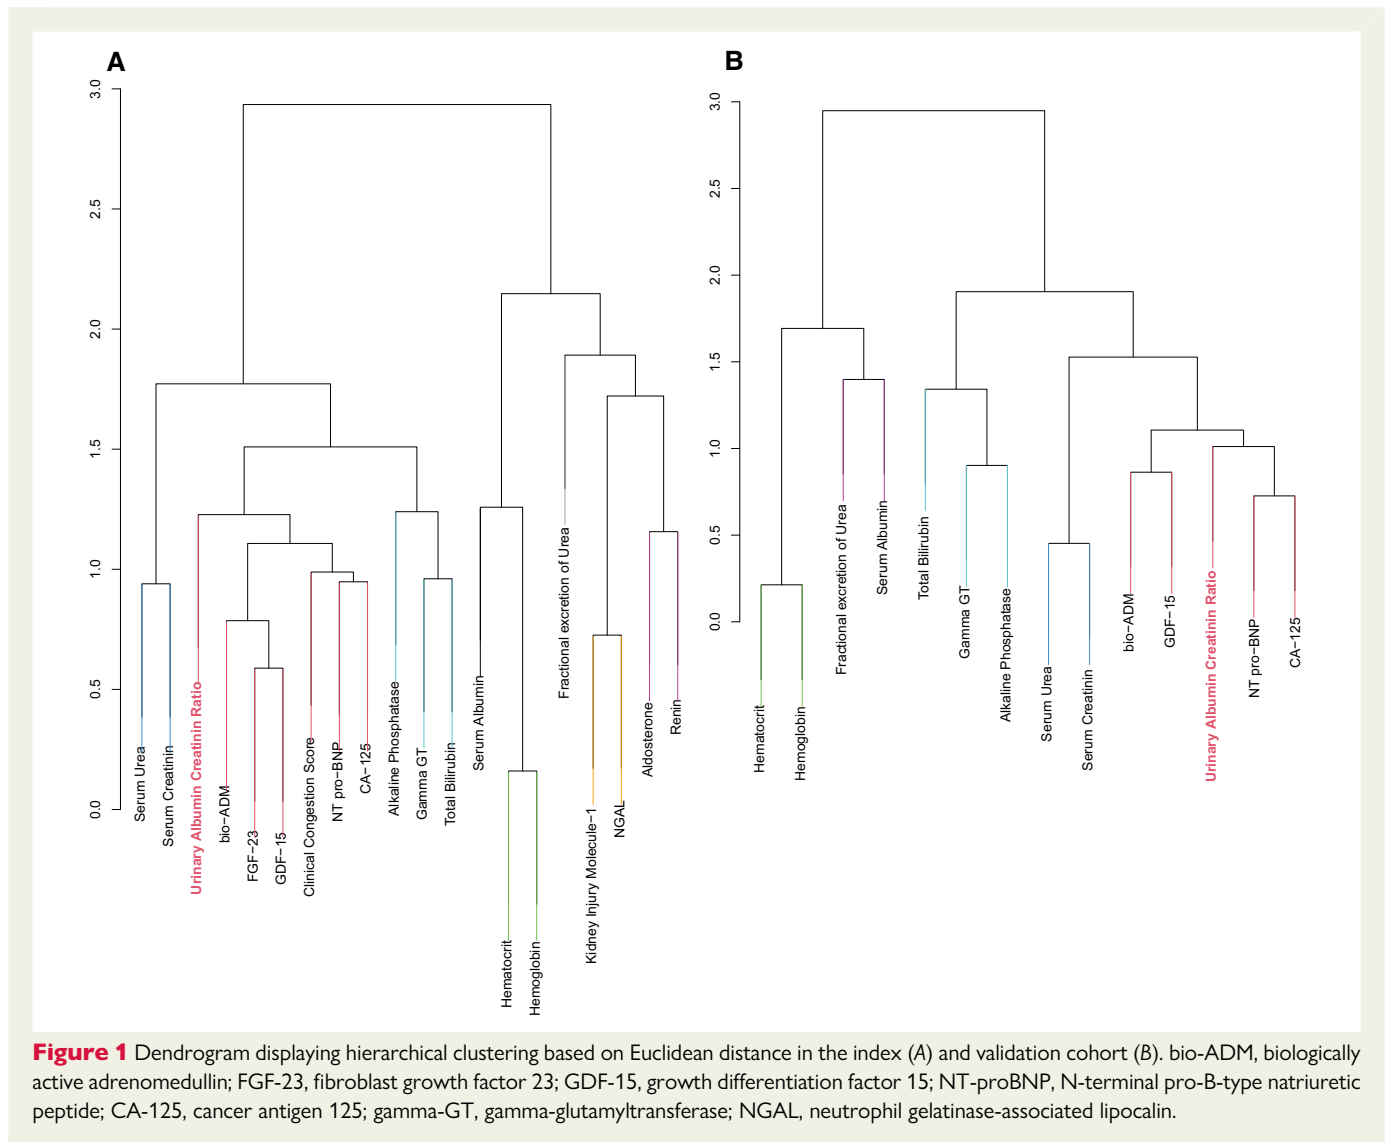 A
3.0
2.5
2.0
1.5
1.0
0.5
0.0
Serum Urea
Serum Creatinin
Urinary Albumin Creatinin Ratio
bio−ADM
FGF−23
GDF−15
Clinical Congestion Score
NT pro−BNP
CA−125
Alkaline Phosphatase
Gamma GT
Total Bilirubin
Serum Albumin
Hematocrit
Hemoglobin
Fractional excretion of Urea
Kidney Injury Molecule−1
NGAL
Aldosterone
Renin
B
3.0
2.5
2.0
1.5
1.0
0.5
0.0
Hematocrit
Hemoglobin
Fractional excretion of Urea
Serum Albumin
Total Bilirubin
Gamma GT
Alkaline Phosphatase
Serum Urea
Serum Creatinin
bio−ADM
GDF−15
Urinary Albumin Creatinin Ratio
NT pro−BNP
CA−125
Figure 1 Dendrogram displaying hierarchical clustering based on Euclidean distance in the index (A) and validation cohort (B). bio-ADM, biologically
active adrenomedullin; FGF-23, fibroblast growth factor 23; GDF-15, growth differentiation factor 15; NT-proBNP, N-terminal pro-B-type natriuretic
peptide; CA-125, cancer antigen 125; gamma-GT, gamma-glutamyltransferase; NGAL, neutrophil gelatinase-associated lipocalin.